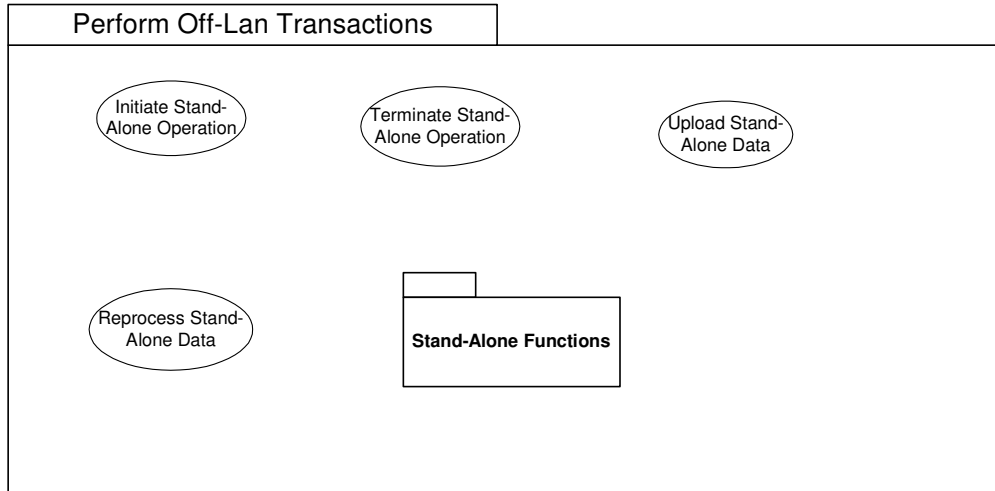 Perform Off-Lan Transactions
Initiate Stand-
Alone Operation
Terminate Stand-
Alone Operation
Upload Stand-
Alone Data
Reprocess Stand-
Alone Data
Stand-Alone Functions